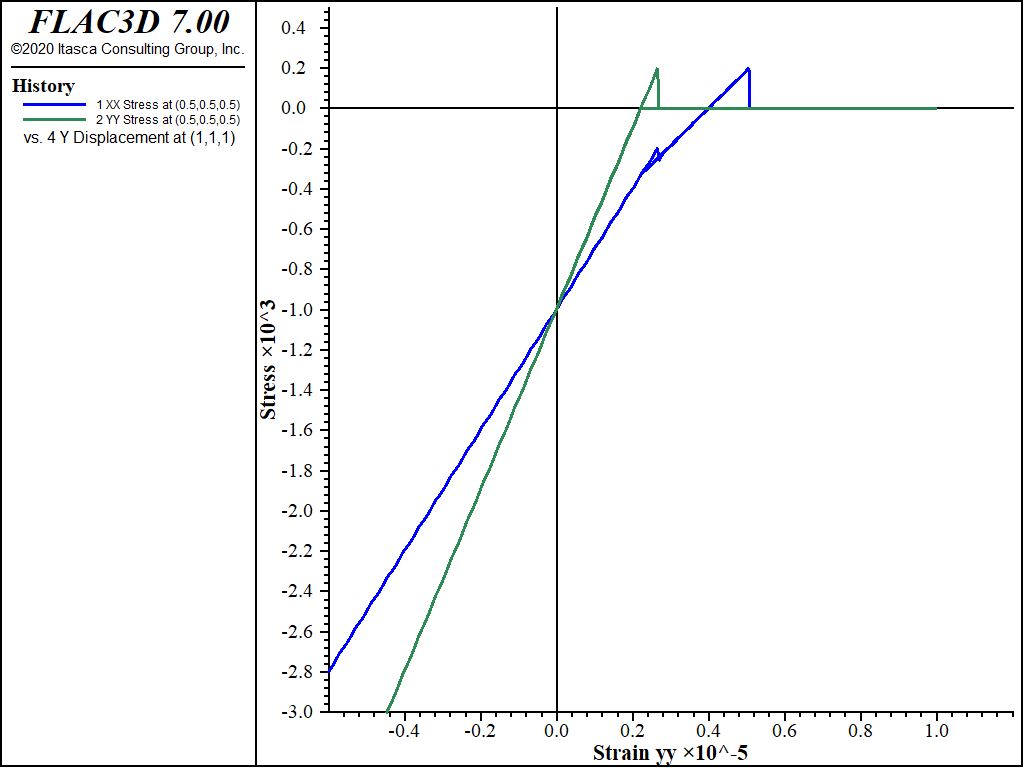 FLAC3D 7.00
©2020 Itasca Consulting Group, Inc.
History
1 XX Stress at (0.5,0.5,0.5)
2 YY Stress at (0.5,0.5,0.5)
vs. 4 Y Displacement at (1,1,1)
Stress ×10^3
0.4
0.2
0.0
-0.2
-0.4
-0.6
-0.8
-1.0
-1.2
-1.4
-1.6
-1.8
-2.0
-2.2
-2.4
-2.6
-2.8
-3.0
-0.4 -0.2 0.0 0.2 0.4 0.6 0.8 1.0
Strain yy ×10^-5